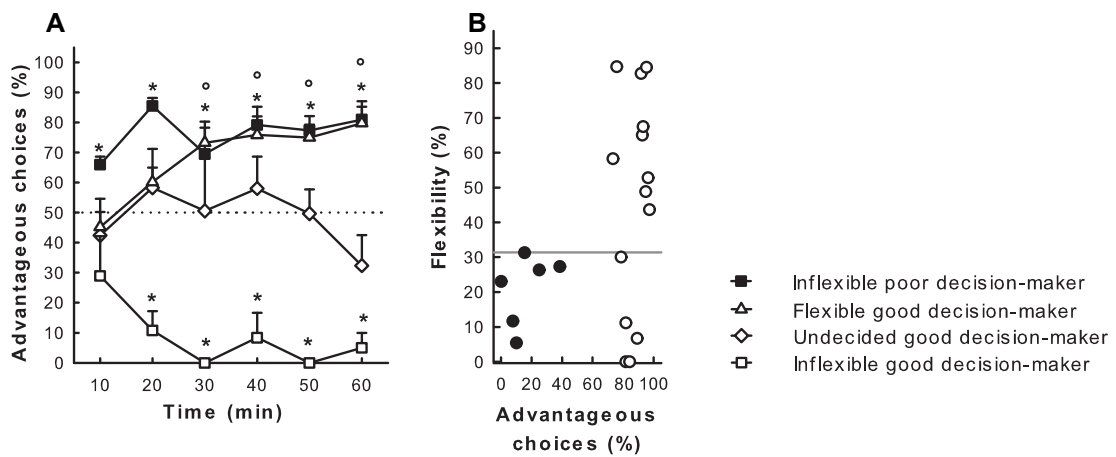 A
B
Advantageous choices (%)
100
90
80
70
60
50
40
30
20
10
0
10 20 30 40 50 60
Time (min)
* * * * * *
° ° ° °
* * * * *
Flexibility (%)
90
80
70
60
50
40
30
20
10
0
0 20 40 60 80 100
Advantageous
choices (%)
Inflexible poor decision-maker
Flexible good decision-maker
Undecided good decision-maker
Inflexible good decision-maker